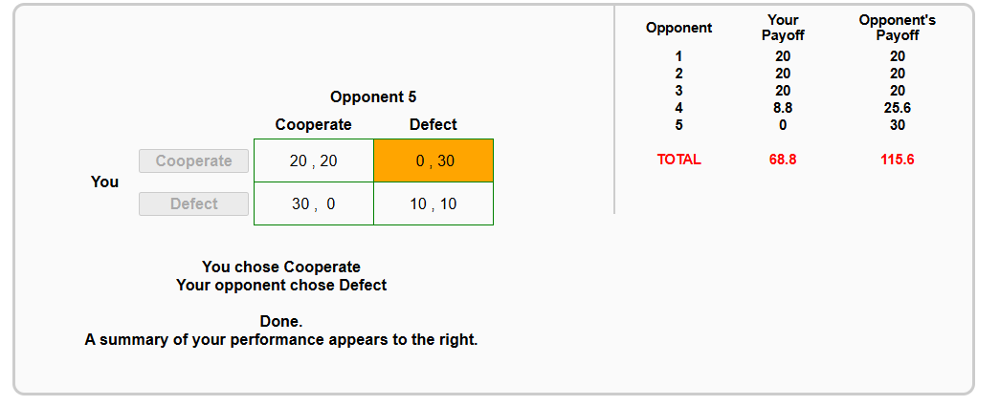 Opponent 5
Cooperate Defect
You
Cooperate 20 , 20 0 , 30
Defect 30 , 0 10 , 10
You chose Cooperate
Your opponent chose Defect
Done.
A summary of your performance appears to the right.
Opponent Your Payoff Opponent's Payoff
1 20 20
2 20 20
3 20 20
4 8.8 25.6
5 0 30
TOTAL 68.8 115.6